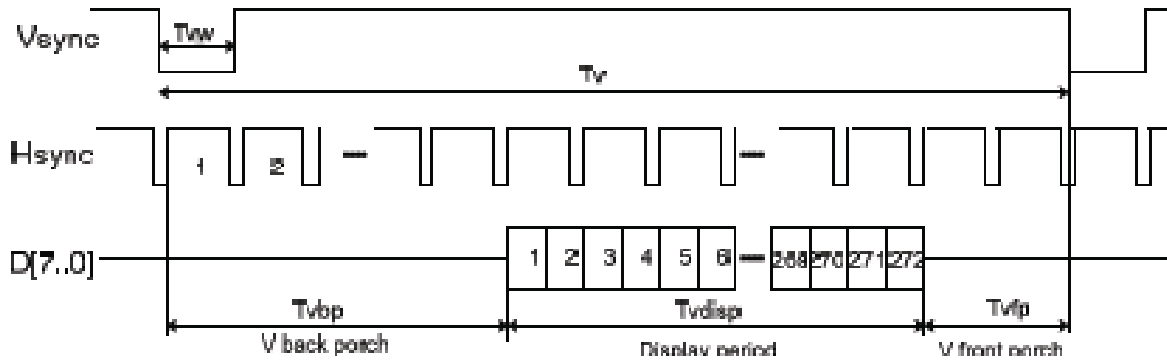 Vsync
Tvw
Tv
Hsync
1 2
D[7..0]
1 2 3 4 5 6 269 270 271 272
Tvbp Tvdisp Tvfp
V back porch Display period V front porch